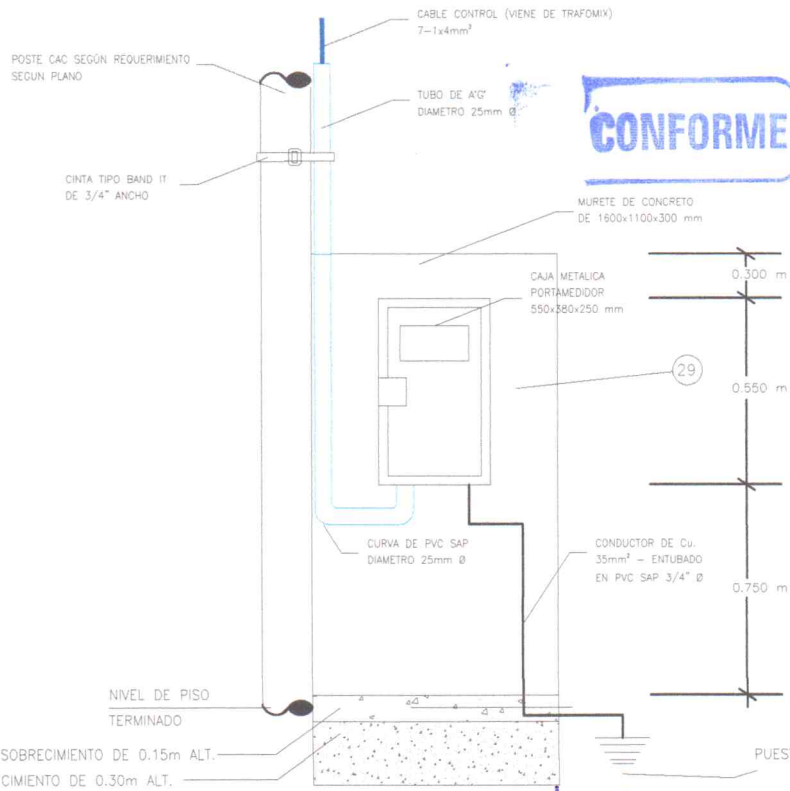 CABLE CONTROL (VIENE DE TRAFOMIX)
7-1x4mm²
POSTE CAC SEGÚN REQUERIMIENTO
SEGUN PLANO
TUBO DE A'G'
DIAMETRO 25mm Ø
CONFORME
CINTA TIPO BAND IT
DE 3/4" ANCHO
MURETE DE CONCRETO
DE 1600x1100x300 mm
CAJA METALICA
PORTAMEDIDOR
550x380x250 mm
0.300 m
29
0.550 m
CURVA DE PVC SAP
DIAMETRO 25mm Ø
CONDUCTOR DE Cu.
35mm² - ENTUBADO
EN PVC SAP 3/4" Ø
0.750 m
NIVEL DE PISO
TERMINADO
SOBRECIMIENTO DE 0.15m ALT.
CIMIENTO DE 0.30m ALT.
PUES